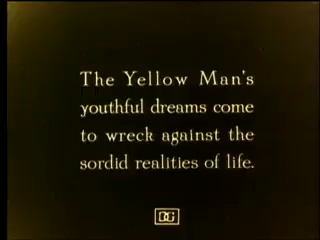 The Yellow Man's
youthful dreams come
to wreck against the
sordid realities of life.
DG